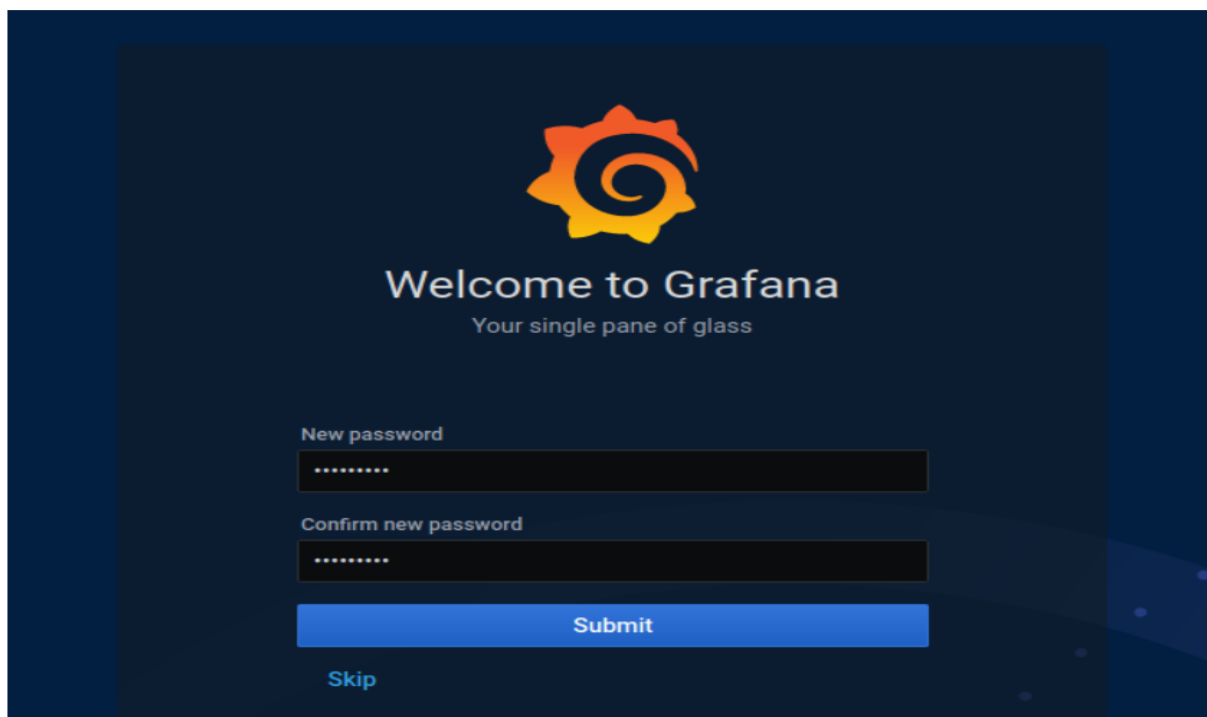 Welcome to Grafana
Your single pane of glass
New password
•••••••••
Confirm new password
•••••••••
Submit
Skip